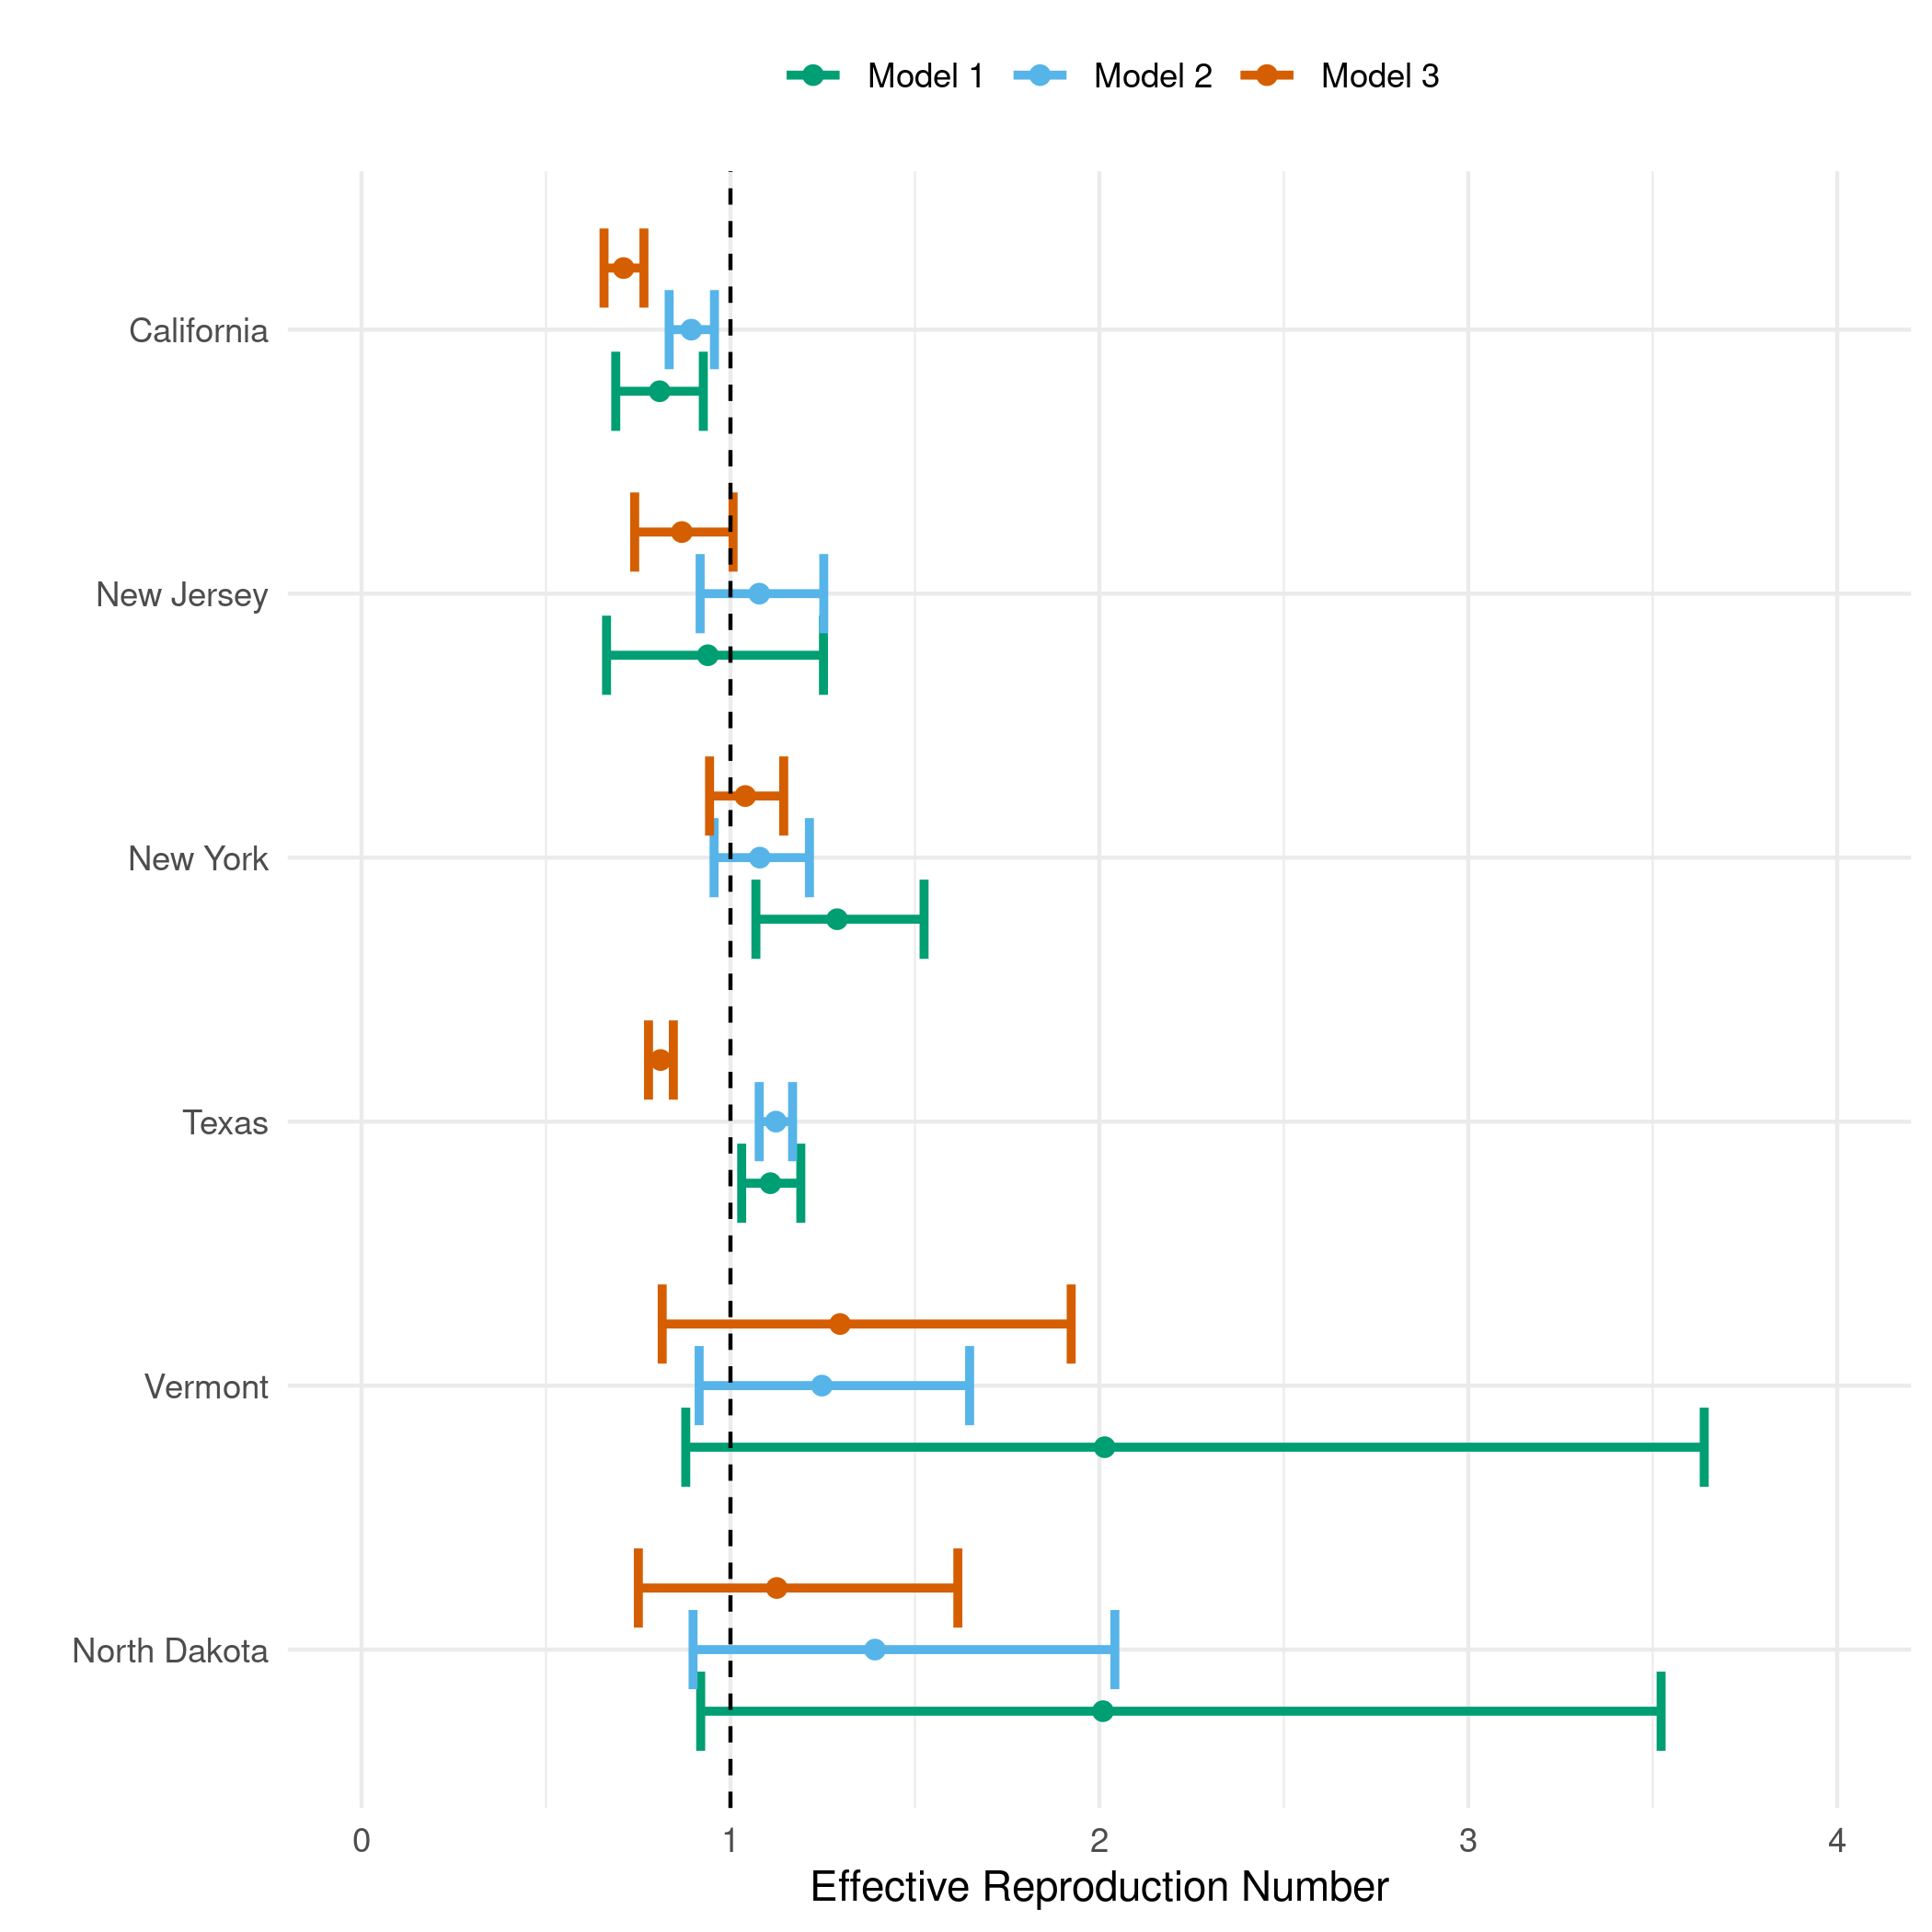 Model 1 Model 2 Model 3
California
New Jersey
New York
Texas
Vermont
North Dakota
0 1 2 3 4
Effective Reproduction Number